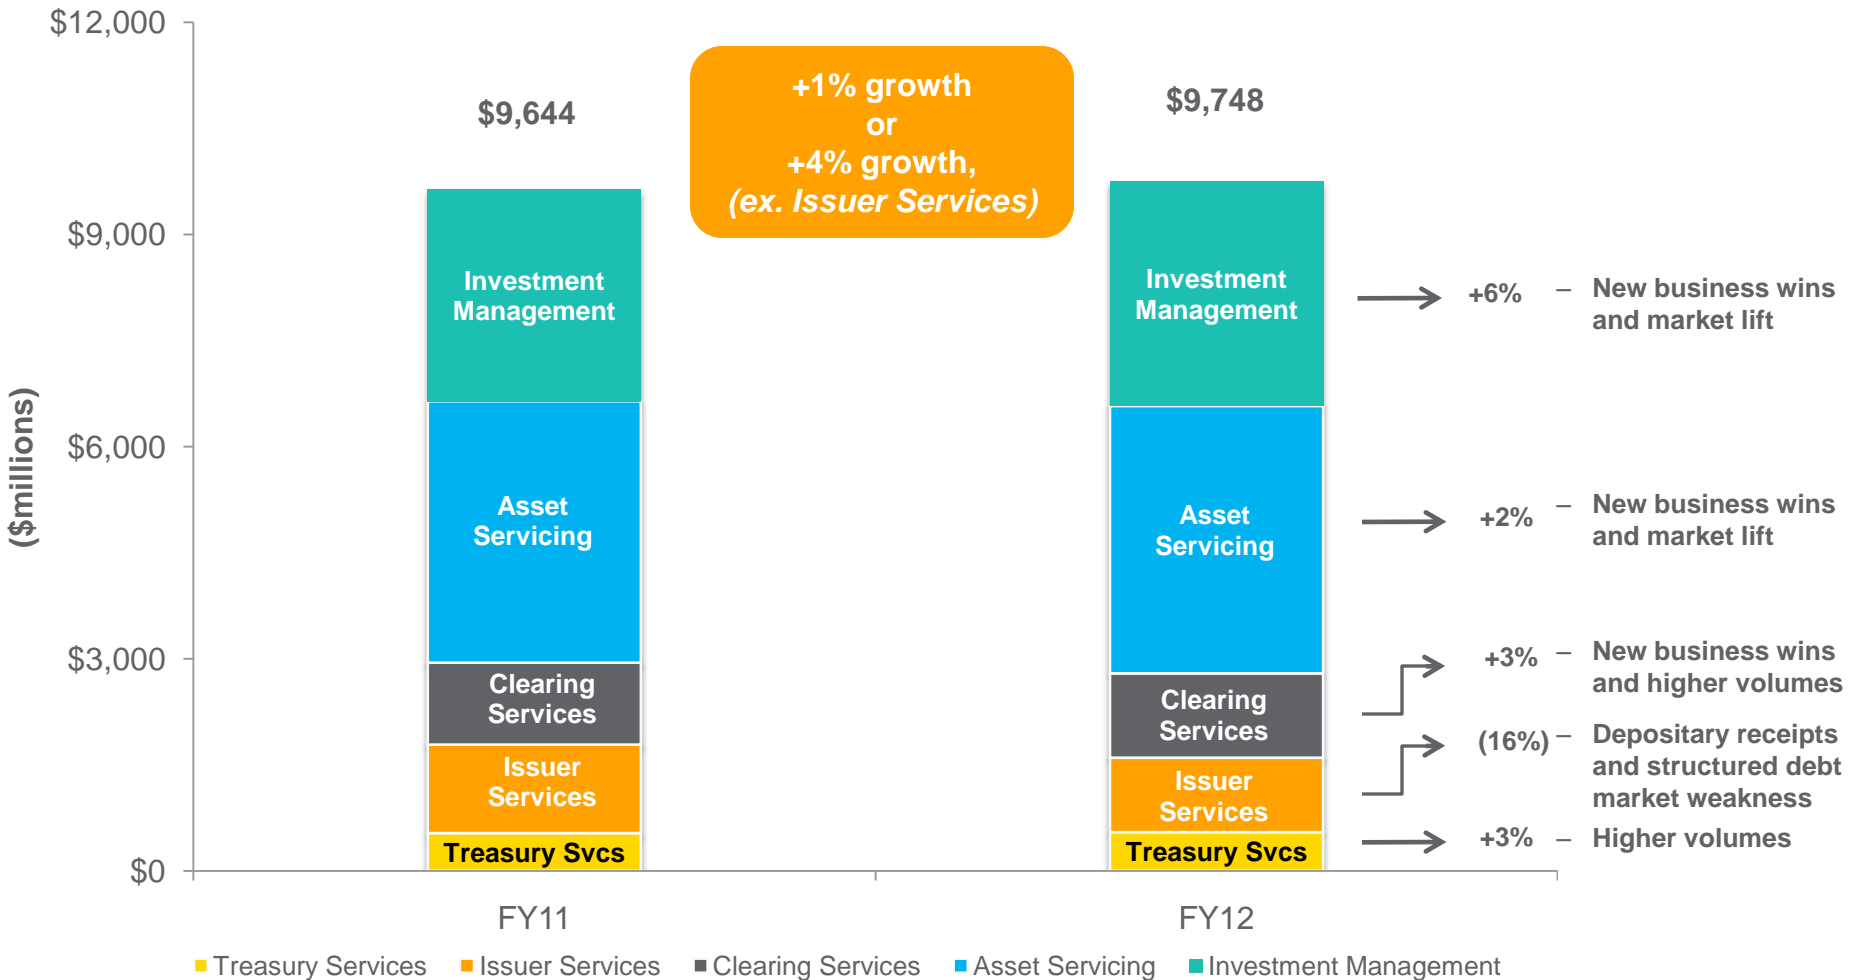 $12,000
$9,000
$6,000
$3,000
$0
($millions)
$9,644
+1% growth
or
+4% growth,
(ex. Issuer Services)
$9,748
Investment
Management
Asset
Servicing
Clearing
Services
Issuer
Services
Treasury Svcs
Investment
Management
Asset
Servicing
Clearing
Services
Issuer
Services
Treasury Svcs
+6% – New business wins
and market lift
+2% – New business wins
and market lift
+3% – New business wins
and higher volumes
(16%) – Depositary receipts
and structured debt
market weakness
+3% – Higher volumes
FY11
FY12
Treasury Services
Issuer Services
Clearing Services
Asset Servicing
Investment Management